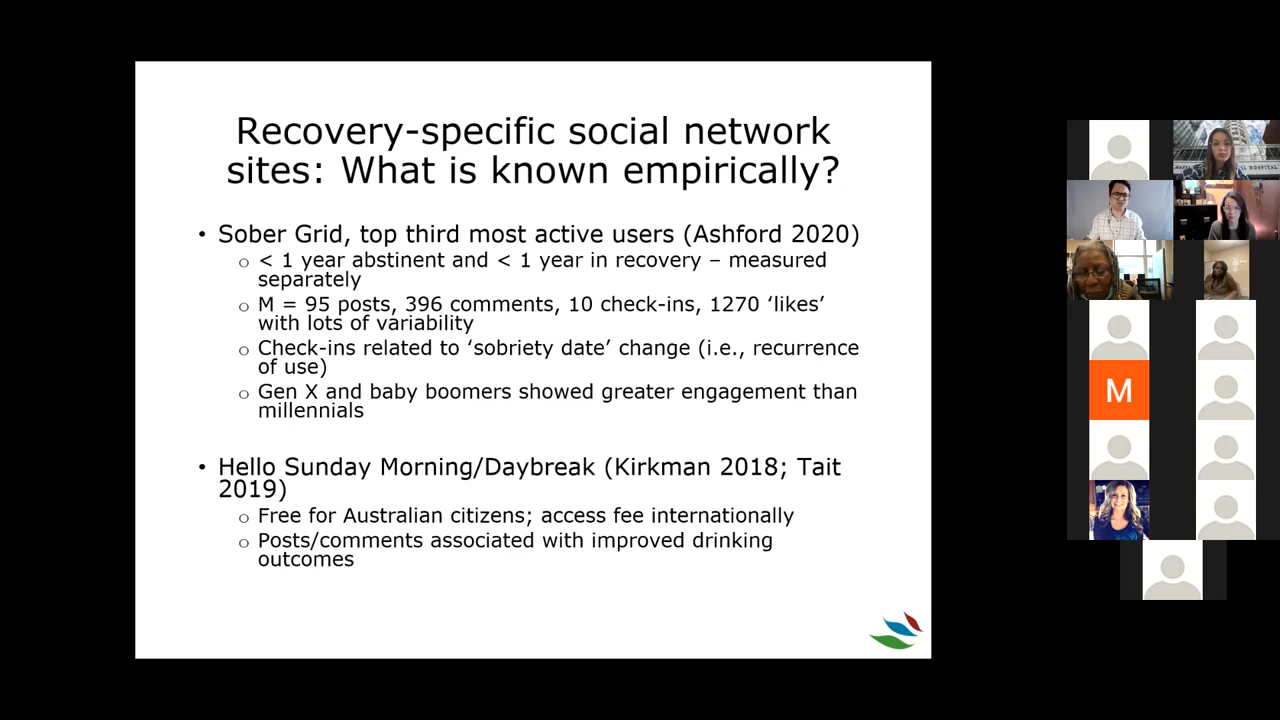 Recovery-specific social network
sites: What is known empirically?
• Sober Grid, top third most active users (Ashford 2020)
o < 1 year abstinent and < 1 year in recovery – measured
separately
o M = 95 posts, 396 comments, 10 check-ins, 1270 ‘likes’
with lots of variability
o Check-ins related to ‘sobriety date’ change (i.e., recurrence
of use)
o Gen X and baby boomers showed greater engagement than
millennials
• Hello Sunday Morning/Daybreak (Kirkman 2018; Tait
2019)
o Free for Australian citizens; access fee internationally
o Posts/comments associated with improved drinking
outcomes
HOSPITAL
M